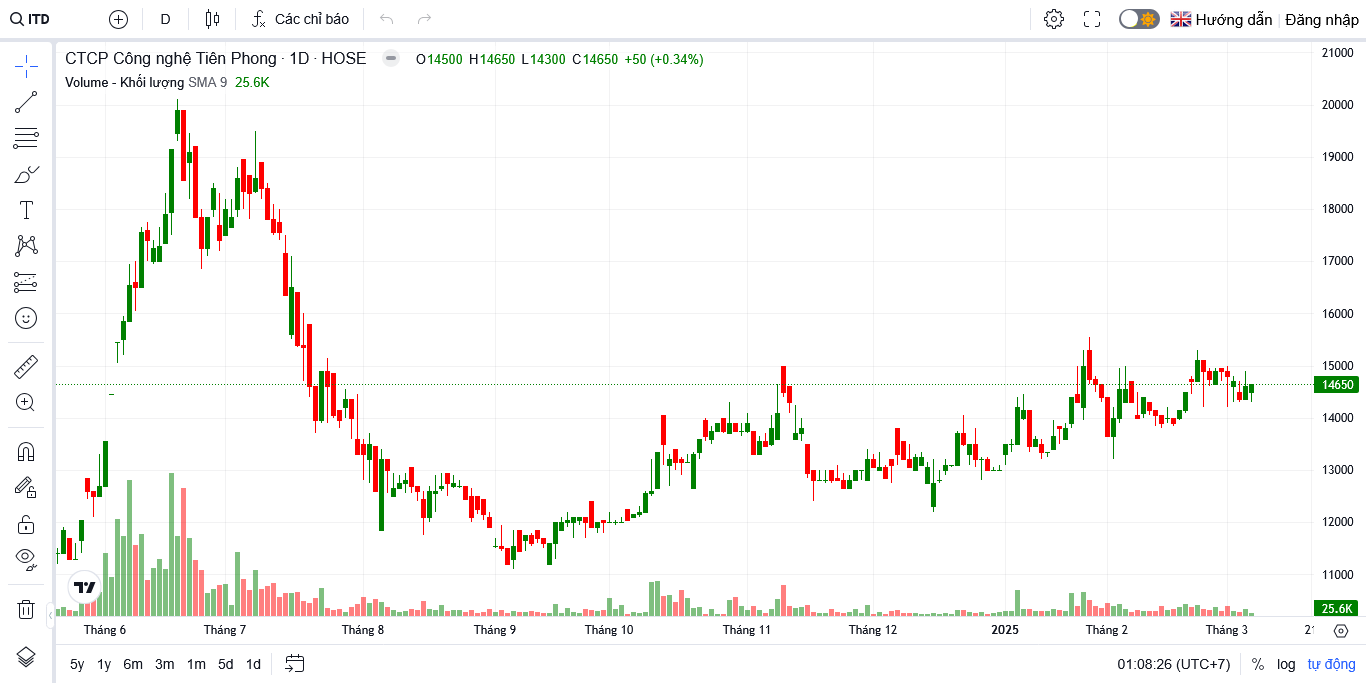 ITD D Các chỉ báo Hướng dẫn Đăng nhập
CTCP Công nghệ Tiên Phong · 1D · HOSE O14500 H14650 L14300 C14650 +50 (+0.34%)
Volume - Khối lượng SMA 9 25.6K
21000
20000
19000
18000
17000
16000
15000
14650
14000
13000
12000
11000
25.6K
Tháng 6 Tháng 7 Tháng 8 Tháng 9 Tháng 10 Tháng 11 Tháng 12 2025 Tháng 2 Tháng 3
5y 1y 6m 3m 1m 5d 1d 01:08:26 (UTC+7) % log tự động